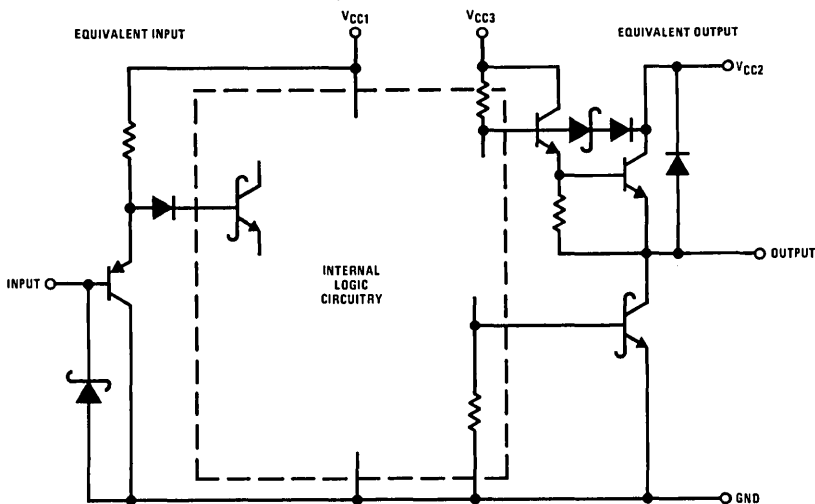 EQUIVALENT INPUT
VCC1
VCC3
EQUIVALENT OUTPUT
VCC2
INPUT
INTERNAL
LOGIC
CIRCUITRY
OUTPUT
GND